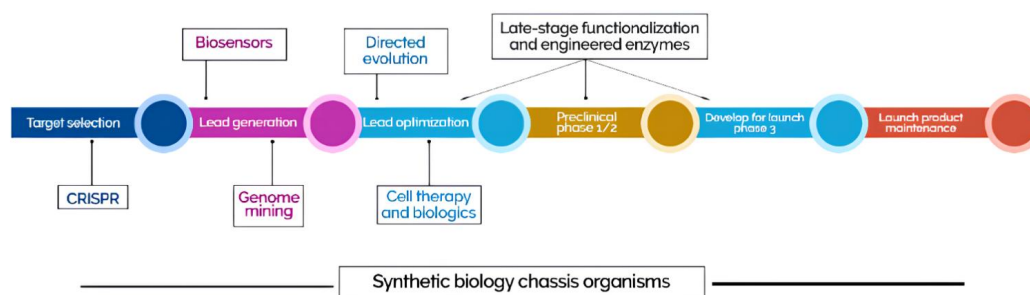 Late-stage functionalization
and engineered enzymes
Biosensors
Directed
evolution
Target selection
Lead generation
Lead optimization
Preclinical
phase 1/2
Develop for launch
phase 3
Launch product
maintenance
CRISPR
Genome
mining
Cell therapy
and biologics
Synthetic biology chassis organisms